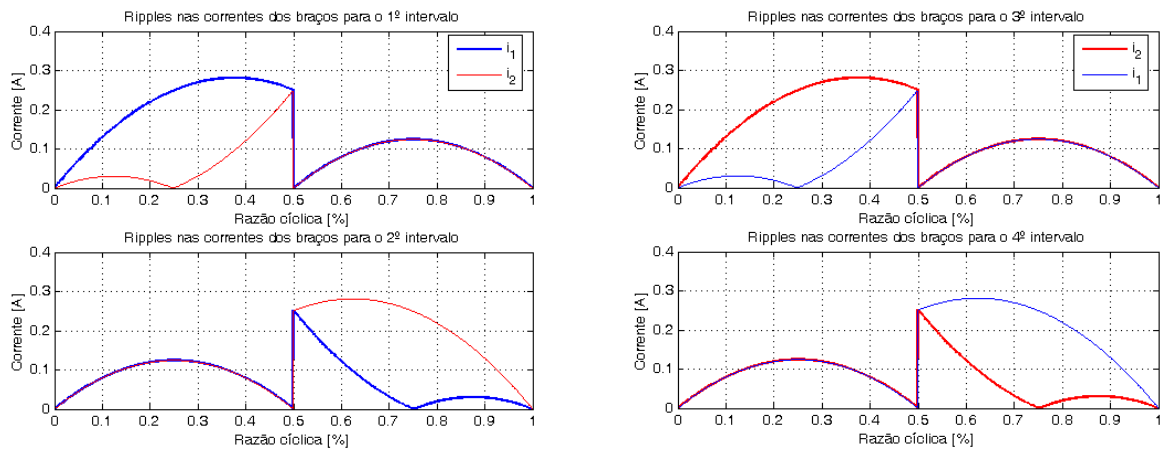 Ripples nas correntes dos braços para o 1º intervalo
0.4
0.3
0.2
0.1
0
Corrente [A]
i1
i2
0 0.1 0.2 0.3 0.4 0.5 0.6 0.7 0.8 0.9 1
Razão cíclica [%]
Ripples nas correntes dos braços para o 3º intervalo
0.4
0.3
0.2
0.1
0
Corrente [A]
i2
i1
0 0.1 0.2 0.3 0.4 0.5 0.6 0.7 0.8 0.9 1
Razão cíclica [%]
Ripples nas correntes dos braços para o 2º intervalo
0.4
0.3
0.2
0.1
0
Corrente [A]
0 0.1 0.2 0.3 0.4 0.5 0.6 0.7 0.8 0.9 1
Razão cíclica [%]
Ripples nas correntes dos braços para o 4º intervalo
0.4
0.3
0.2
0.1
0
Corrente [A]
0 0.1 0.2 0.3 0.4 0.5 0.6 0.7 0.8 0.9 1
Razão cíclica [%]